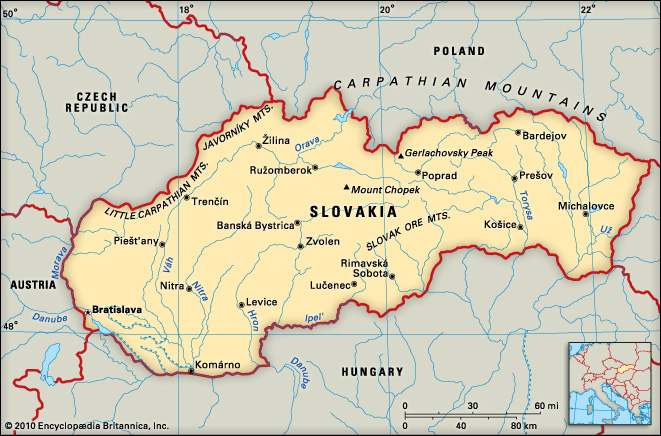 50°
18°
20°
22°
POLAND
CZECH
REPUBLIC
CARPATHIAN MOUNTAINS
JAVORNÍKY MTS.
Bardejov
Žilina
Orava
Gerlachovsky Peak
Ružomberok
Poprad
Prešov
LITTLE CARPATHIAN MTS.
Mount Chopek
Trenčín
Torysa
Michalovce
SLOVAKIA
SLOVAK ORE MTS.
Banská Bystrica
Košice
Už
Piešt'any
Zvolen
Morava
Váh
Rimavská
Sobota
AUSTRIA
Nitra
Nitra
Lučenec
Levice
Bratislava
Hron
Ipel'
Danube
48°
Komárno
Danube
HUNGARY
0 30 60 mi
0 40 80 km
© 2010 Encyclopædia Britannica, Inc.